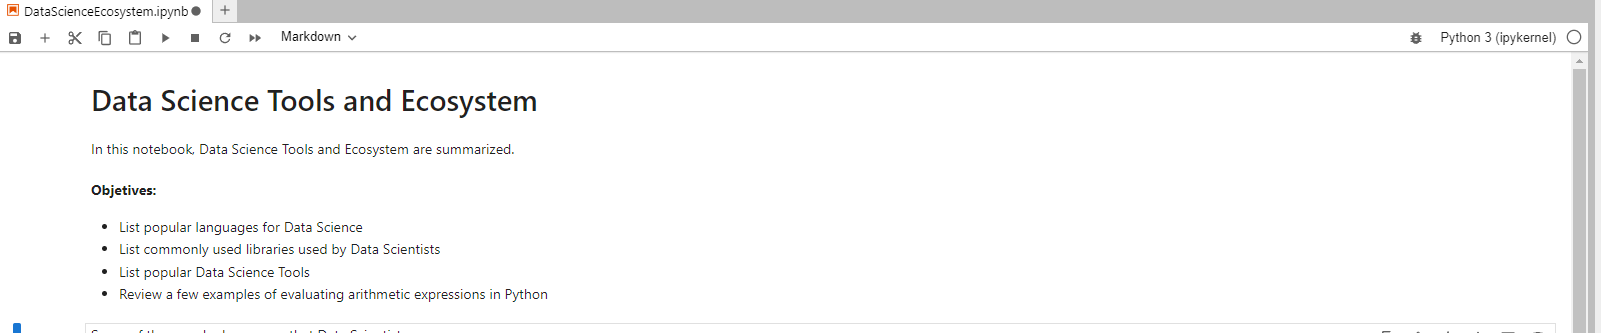 DataScienceEcosystem.ipynb
Markdown
Python 3 (ipykernel)
Data Science Tools and Ecosystem
In this notebook, Data Science Tools and Ecosystem are summarized.
Objetives:
List popular languages for Data Science
List commonly used libraries used by Data Scientists
List popular Data Science Tools
Review a few examples of evaluating arithmetic expressions in Python